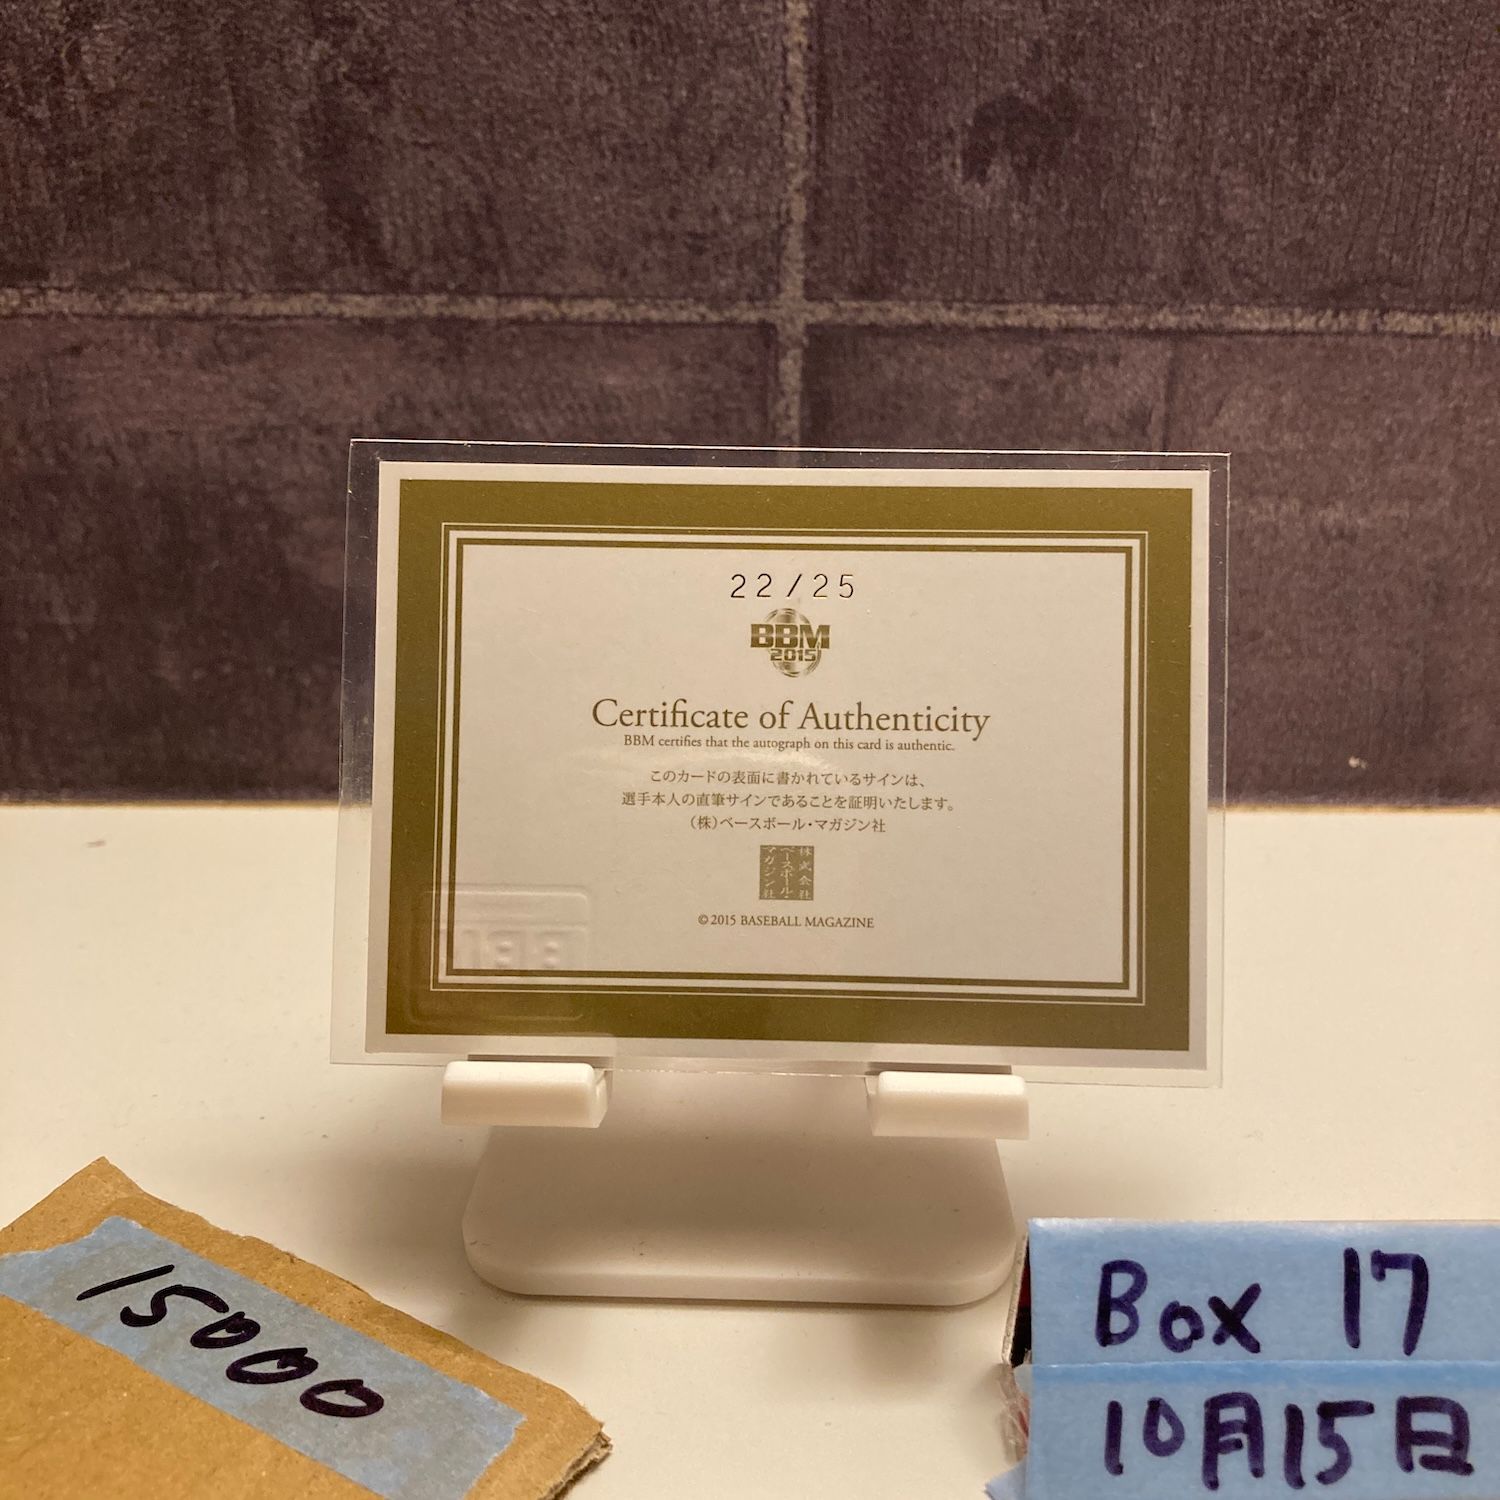 22/25
BBM
2015
Certificate of Authenticity
BBM certifies that the autograph on this card is authentic.
このカードの表面に書かれているサインは、
選手本人の直筆サインであることを証明いたします。
(株)ベースボール・マガジン社
株式会社
ベースボール・
マガジン社
©2015 BASEBALL MAGAZINE
15000
Box 17
10月15日